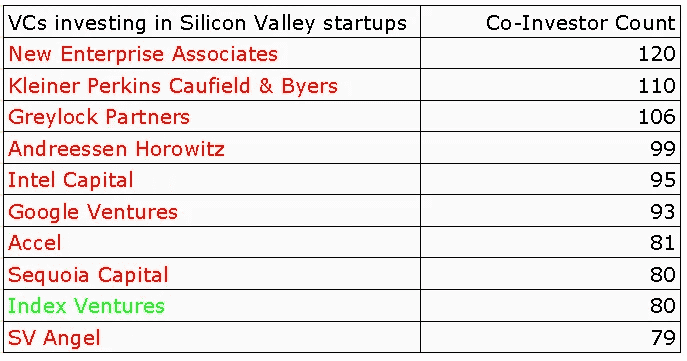 VCs investing in Silicon Valley startups Co-Investor Count
New Enterprise Associates 120
Kleiner Perkins Caufield & Byers 110
Greylock Partners 106
Andreessen Horowitz 99
Intel Capital 95
Google Ventures 93
Accel 81
Sequoia Capital 80
Index Ventures 80
SV Angel 79